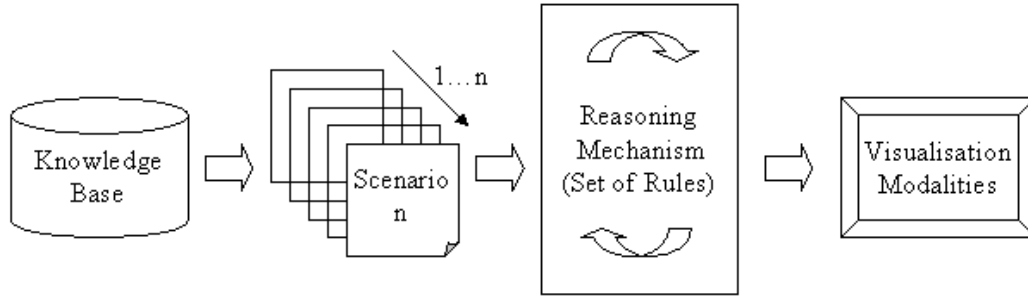 Knowledge
Base
1...n
Scenario
n
Reasoning
Mechanism
(Set of Rules)
Visualisation
Modalities